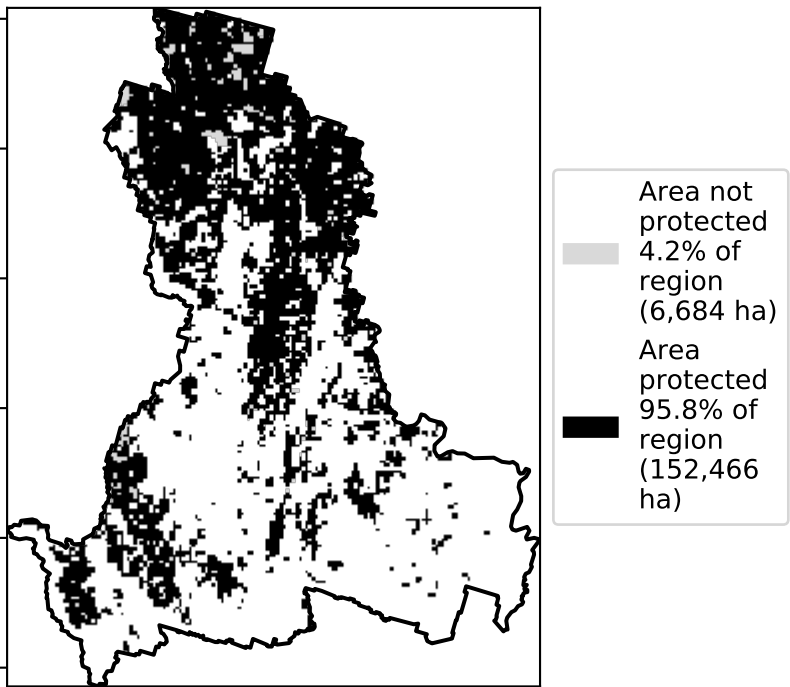 Area not
protected
4.2% of
region
(6,684 ha)
Area
protected
95.8% of
region
(152,466
ha)